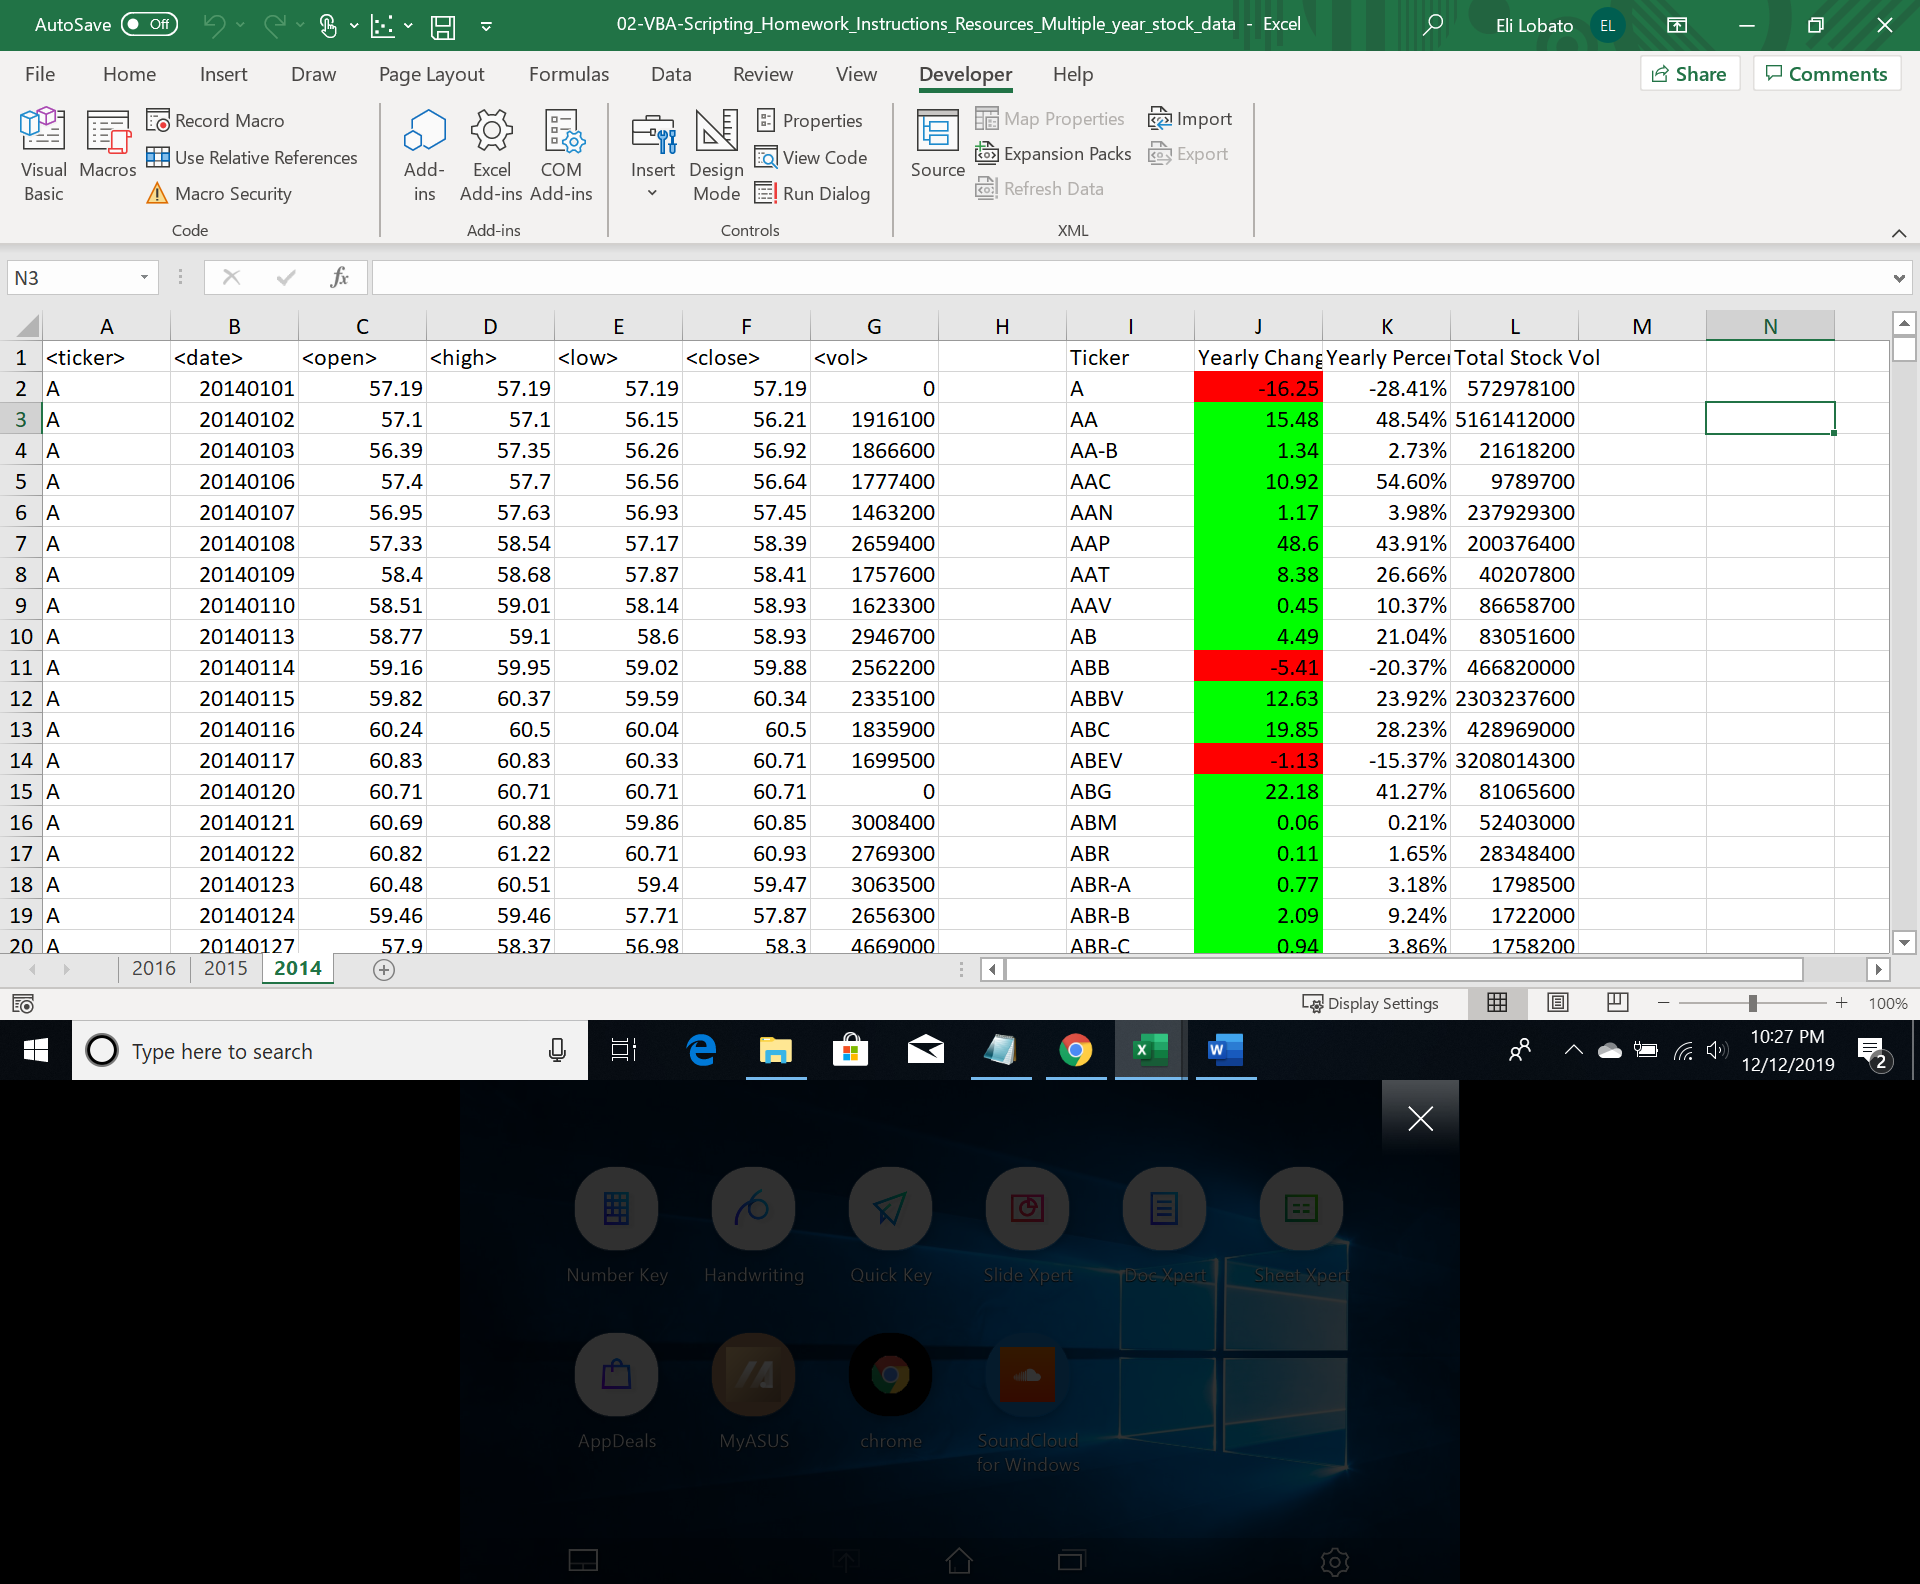 AutoSave Off 02-VBA-Scripting_Homework_Instructions_Resources_Multiple_year_stock_data - Excel Eli Lobato EL
File Home Insert Draw Page Layout Formulas Data Review View Developer Help Share Comments
Visual Basic
Macros
Record Macro
Use Relative References
Macro Security
Code
Add-ins
Excel Add-ins
COM Add-ins
Add-ins
Insert
Design Mode
Properties
View Code
Run Dialog
Controls
Source
Map Properties
Expansion Packs
Refresh Data
Import
Export
XML
N3 fx
A B C D E F G H I J K L M N
1 <ticker> <date> <open> <high> <low> <close> <vol> Ticker Yearly Chang Yearly Percer Total Stock Vol
2 A 20140101 57.19 57.19 57.19 57.19 0 A -16.25 -28.41% 572978100
3 A 20140102 57.1 57.1 56.15 56.21 1916100 AA 15.48 48.54% 5161412000
4 A 20140103 56.39 57.35 56.26 56.92 1866600 AA-B 1.34 2.73% 21618200
5 A 20140106 57.4 57.7 56.56 56.64 1777400 AAC 10.92 54.60% 9789700
6 A 20140107 56.95 57.63 56.93 57.45 1463200 AAN 1.17 3.98% 237929300
7 A 20140108 57.33 58.54 57.17 58.39 2659400 AAP 48.6 43.91% 200376400
8 A 20140109 58.4 58.68 57.87 58.41 1757600 AAT 8.38 26.66% 40207800
9 A 20140110 58.51 59.01 58.14 58.93 1623300 AAV 0.45 10.37% 86658700
10 A 20140113 58.77 59.1 58.6 58.93 2946700 AB 4.49 21.04% 83051600
11 A 20140114 59.16 59.95 59.02 59.88 2562200 ABB -5.41 -20.37% 466820000
12 A 20140115 59.82 60.37 59.59 60.34 2335100 ABBV 12.63 23.92% 2303237600
13 A 20140116 60.24 60.5 60.04 60.5 1835900 ABC 19.85 28.23% 428969000
14 A 20140117 60.83 60.83 60.33 60.71 1699500 ABEV -1.13 -15.37% 3208014300
15 A 20140120 60.71 60.71 60.71 60.71 0 ABG 22.18 41.27% 81065600
16 A 20140121 60.69 60.88 59.86 60.85 3008400 ABM 0.06 0.21% 52403000
17 A 20140122 60.82 61.22 60.71 60.93 2769300 ABR 0.11 1.65% 28348400
18 A 20140123 60.48 60.51 59.4 59.47 3063500 ABR-A 0.77 3.18% 1798500
19 A 20140124 59.46 59.46 57.71 57.87 2656300 ABR-B 2.09 9.24% 1722000
20 A 20140127 57.9 58.37 56.98 58.3 4669000 ABR-C 0.94 3.86% 1758200
2016 2015 2014
Display Settings 100%
Type here to search
10:27 PM
12/12/2019
2
Number Key Handwriting Quick Key Slide Xpert Doc Xpert Sheet Xpert
AppDeals MyASUS chrome SoundCloud
for Windows